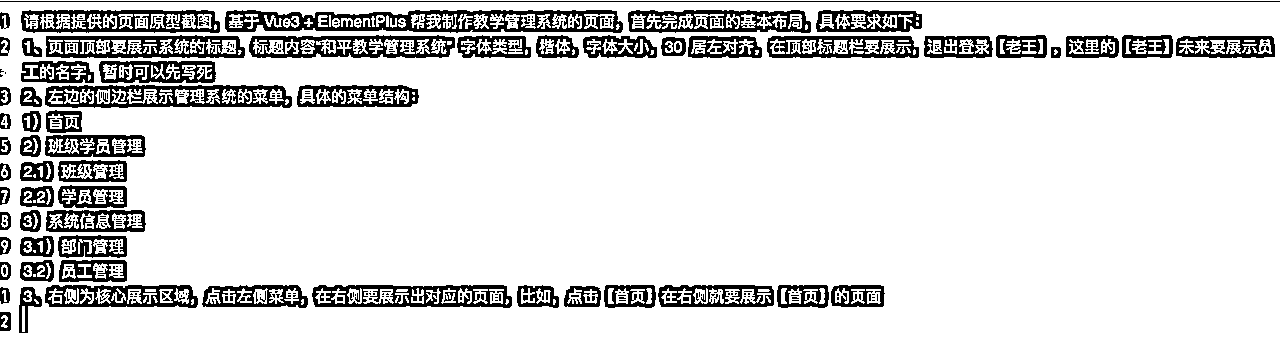 1 请根据提供的页面原型截图，基于 Vue3 + ElementPlus 帮我制作教学管理系统的页面，首先完成页面的基本布局，具体要求如下：
2 1、页面顶部要展示系统的标题，标题内容“和平教学管理系统” 字体类型，楷体，字体大小，30 居左对齐，在顶部标题栏要展示，退出登录【老王】，这里的【老王】未来要展示员
工的名字，暂时可以先写死
3 2、左边的侧边栏展示管理系统的菜单，具体的菜单结构：
4 1）首页
5 2）班级学员管理
6 2.1）班级管理
7 2.2）学员管理
8 3）系统信息管理
9 3.1）部门管理
0 3.2）员工管理
1 3、右侧为核心展示区域，点击左侧菜单，在右侧要展示出对应的页面，比如，点击【首页】在右侧就要展示【首页】的页面
2